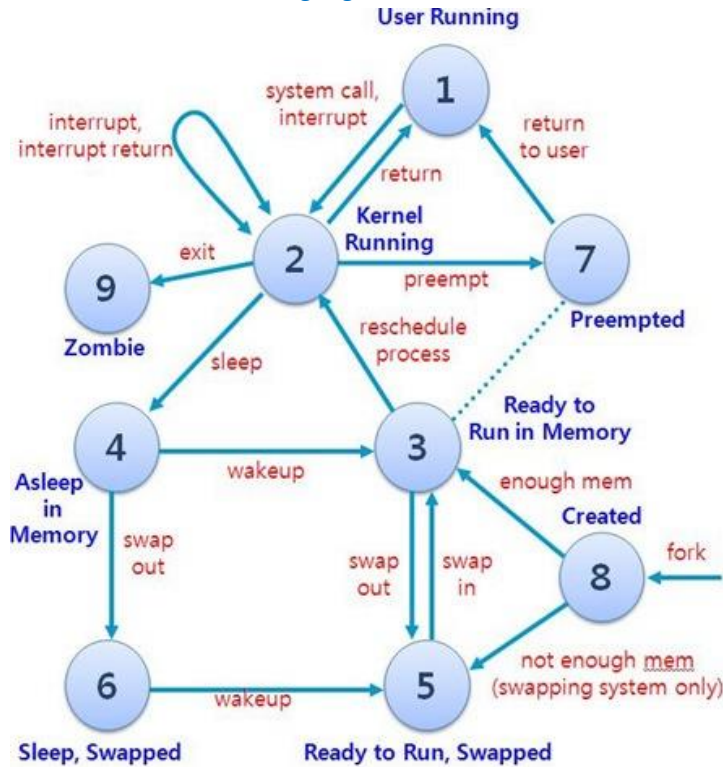 User Running
1
system call,
interrupt
interrupt,
interrupt return
return
to user
return
Kernel
Running
2
7
exit
9
preempt
Preempted
Zombie
reschedule
process
sleep
Ready to
Run in Memory
4
3
wakeup
enough mem
Asleep
in
Memory
Created
swap
out
swap
out
swap
in
fork
8
not enough mem
(swapping system only)
6
5
wakeup
Sleep, Swapped
Ready to Run, Swapped